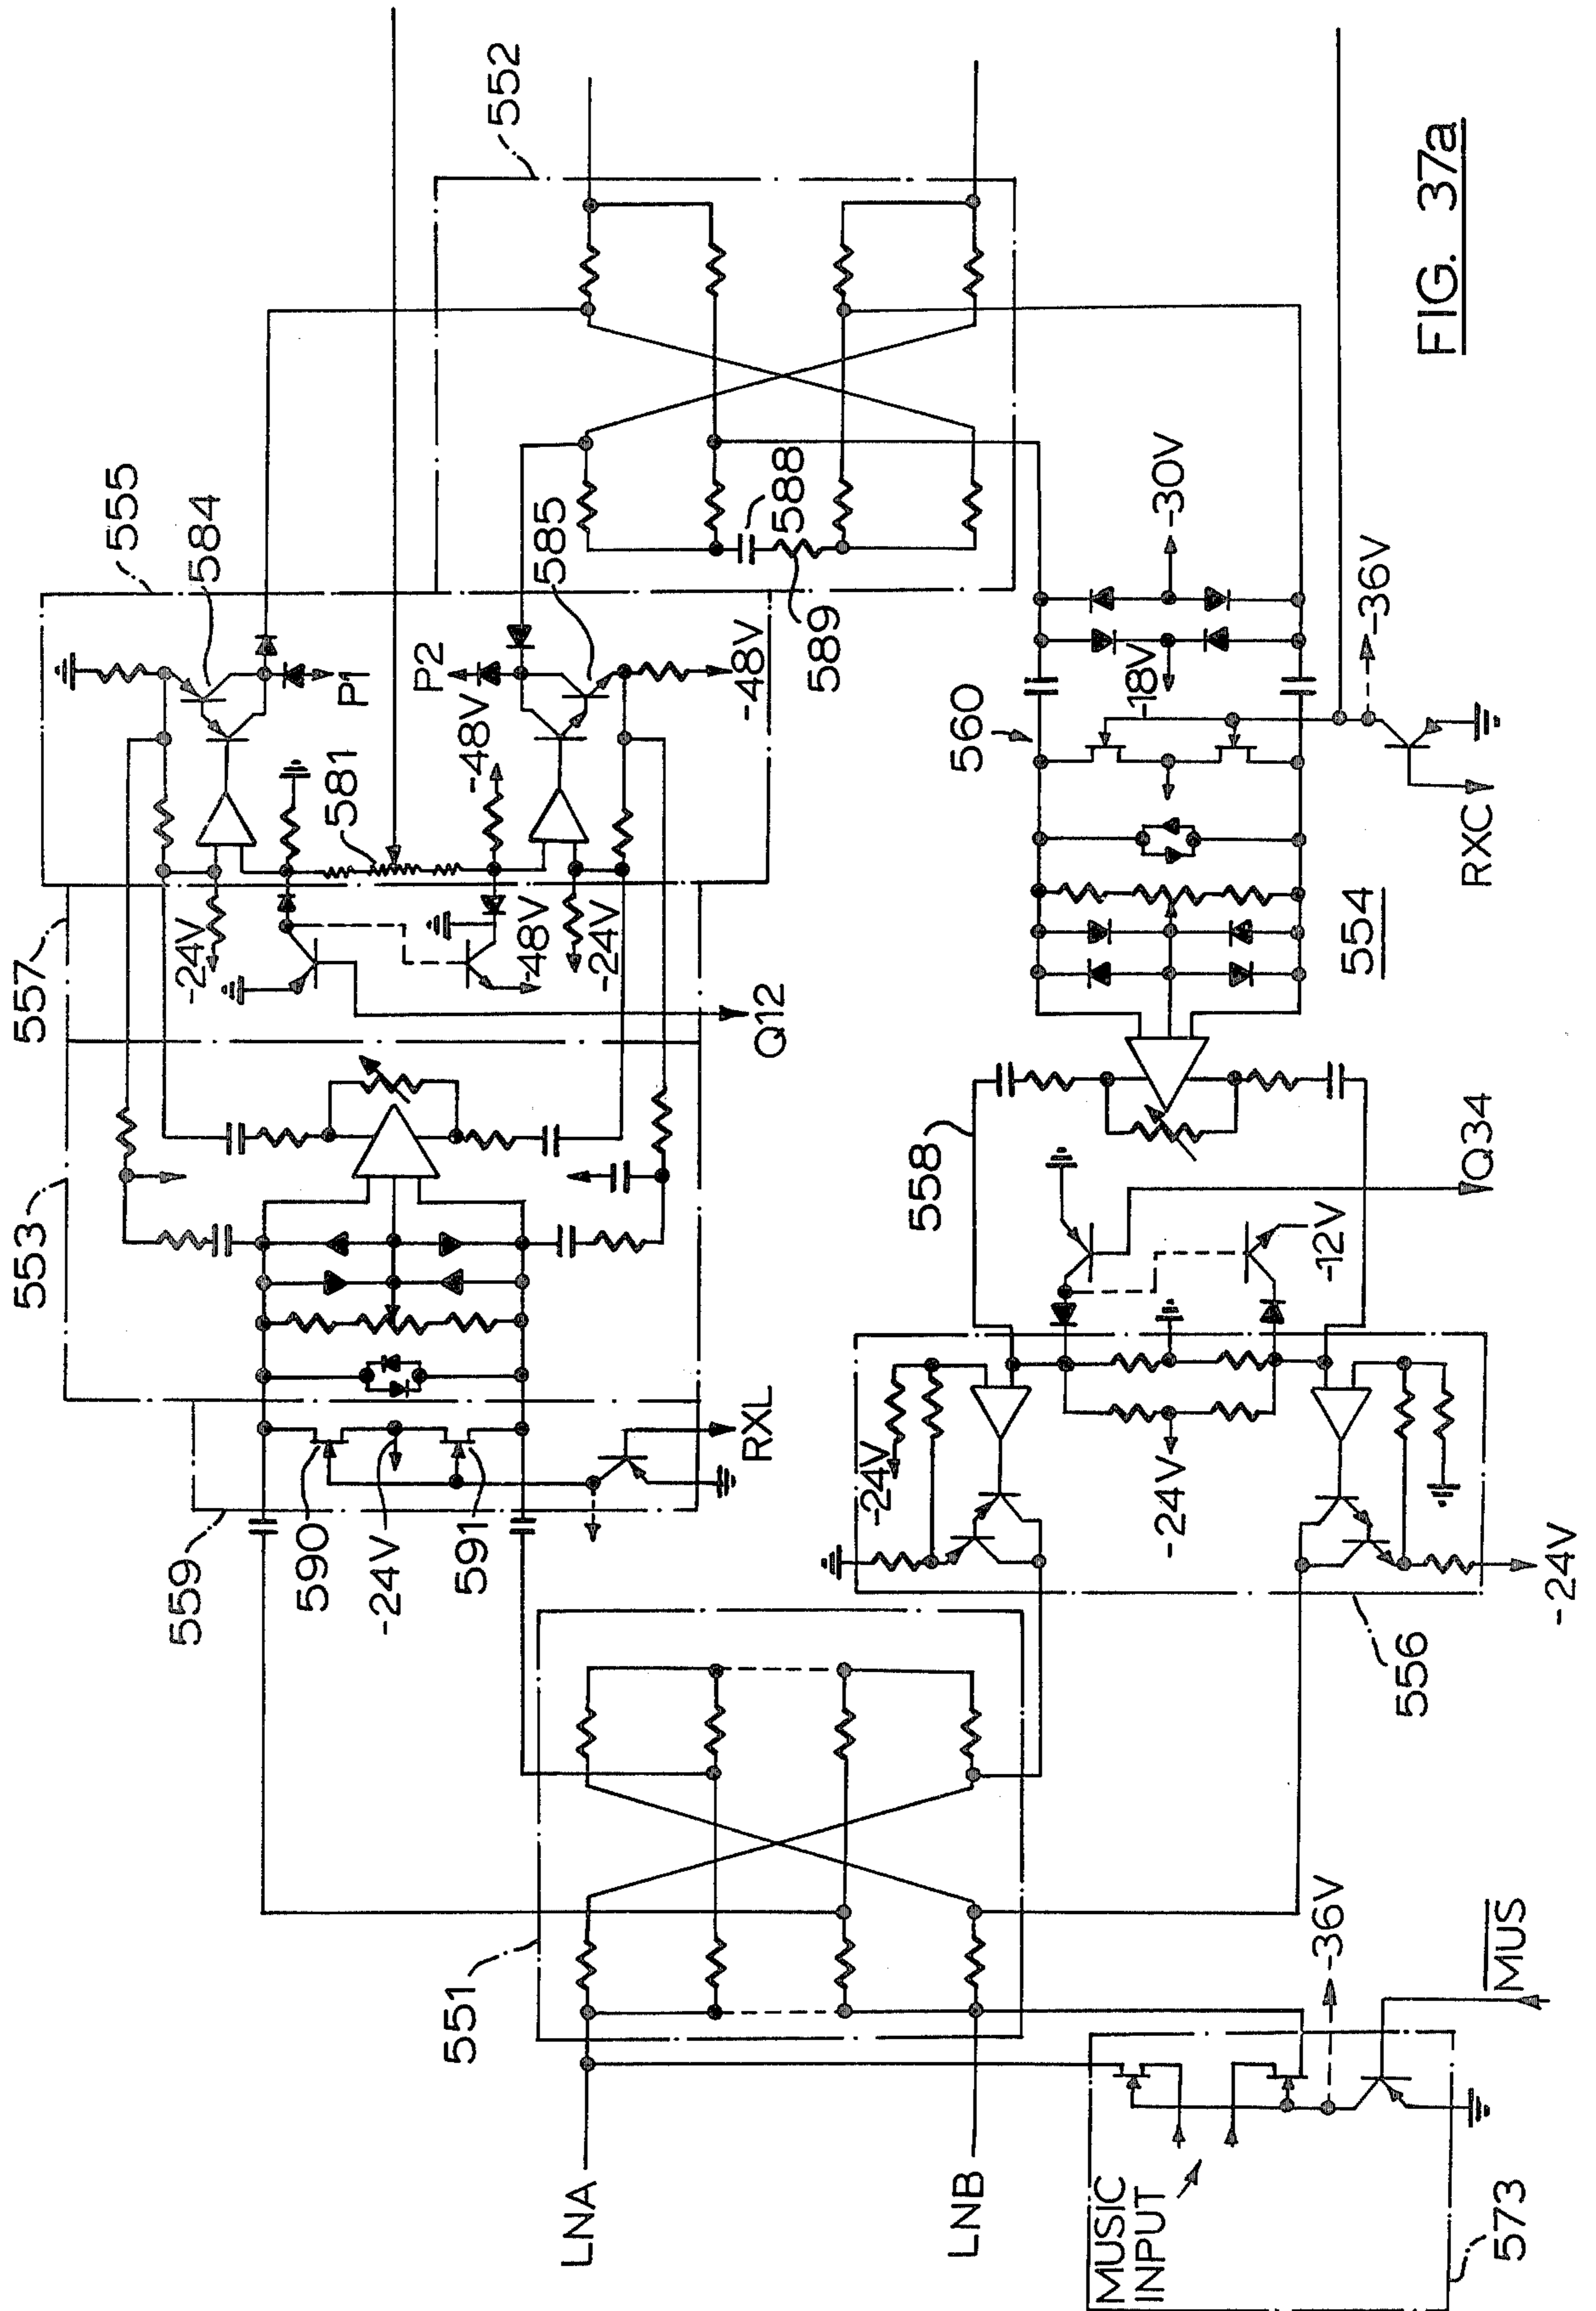 552
555
584
557
581
P1
P2
-48V
585
588
589
-48V
-24V
-48V
-24V
Q12
553
559
590
-24V
591
RXL
560
-18V
-30V
-36V
RXC
554
558
Q34
-12V
-24V
-24V
-24V
556
551
LNA
LNB
MUSIC
INPUT
-36V
MUS
573
FIG. 37a